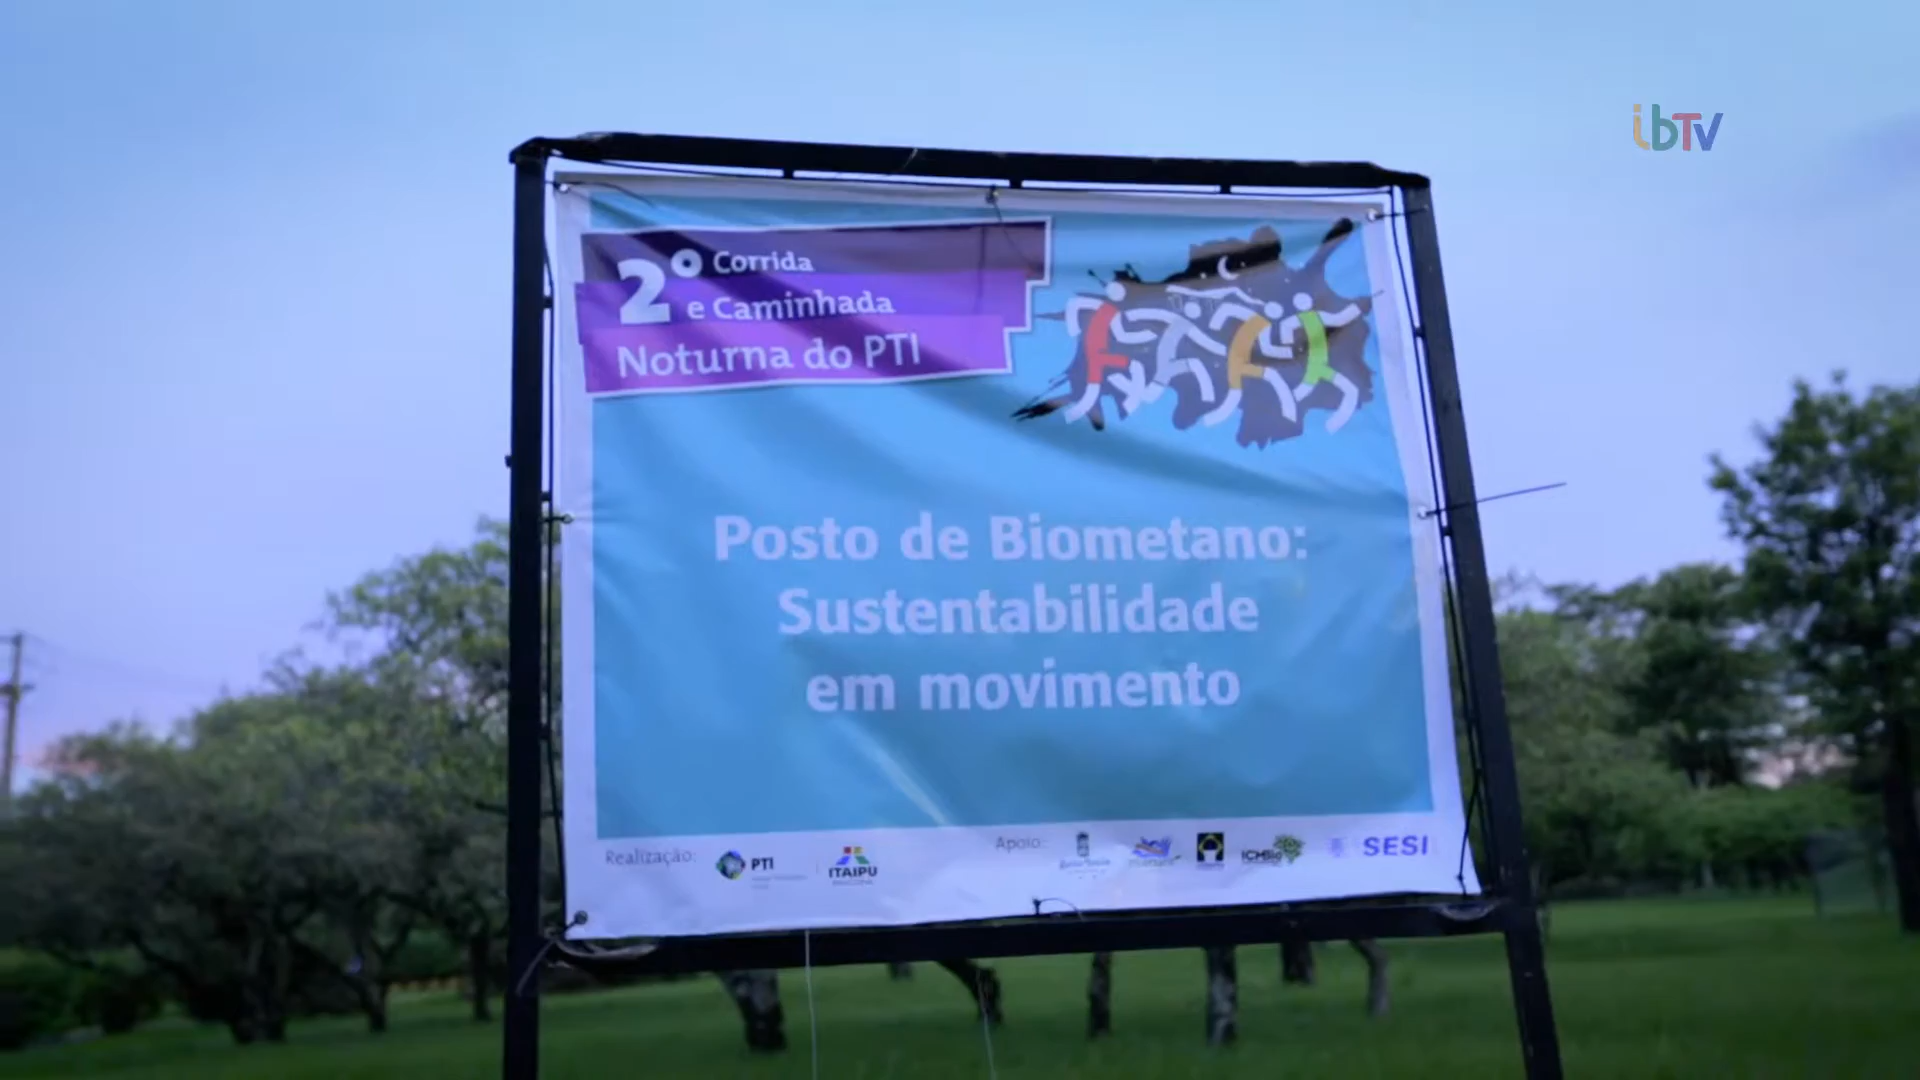 ibTV
2º Corrida
e Caminhada
Noturna do PTI
Posto de Biometano:
Sustentabilidade
em movimento
Realização:
PTI
ITAIPU
Apoio:
ICMBio
SESI